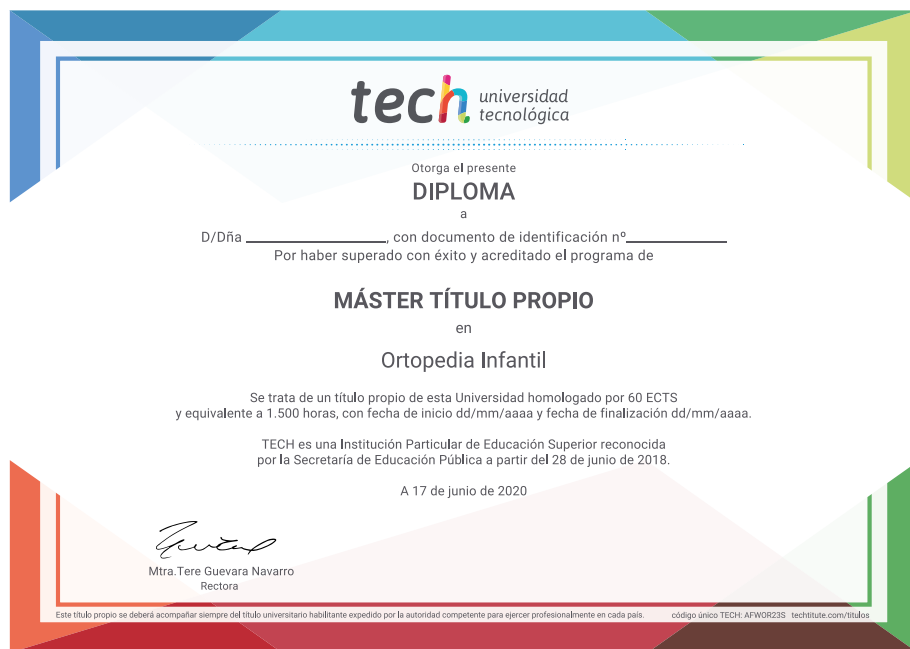 tech universidad
tecnológica
Otorga el presente
DIPLOMA
a
D/Dña ______________, con documento de identificación nº__________
Por haber superado con éxito y acreditado el programa de
MÁSTER TÍTULO PROPIO
en
Ortopedia Infantil
Se trata de un título propio de esta Universidad homologado por 60 ECTS
y equivalente a 1.500 horas, con fecha de inicio dd/mm/aaaa y fecha de finalización dd/mm/aaaa.
TECH es una Institución Particular de Educación Superior reconocida
por la Secretaría de Educación Pública a partir del 28 de junio de 2018.
A 17 de junio de 2020
Mtra.Tere Guevara Navarro
Rectora
Este título propio se deberá acompañar siempre del título universitario habilitante expedido por la autoridad competente para ejercer profesionalmente en cada país. código único TECH: AFWOR23S techtitute.com/titulos